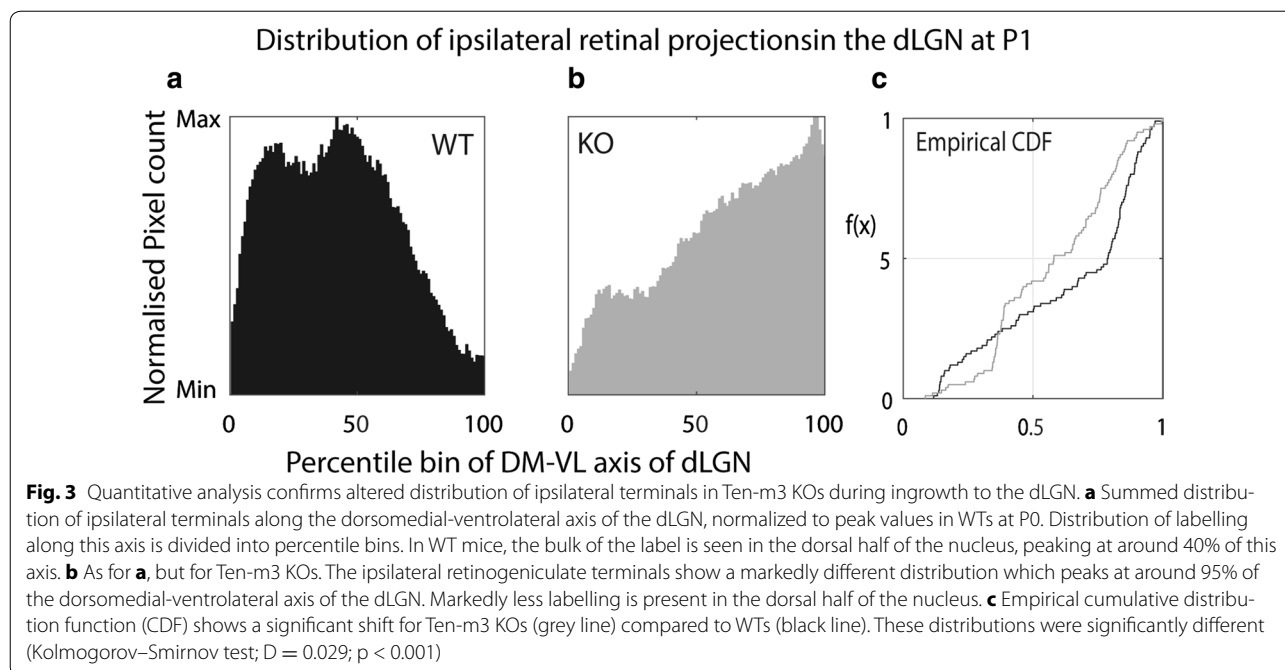 Distribution of ipsilateral retinal projectionsin the dLGN at P1
a
b
c
Normalised Pixel count
Max
Min
WT
0
50
100
KO
0
50
100
Percentile bin of DM-VL axis of dLGN
Empirical CDF
f(x)
1
5
0
0
0.5
1
Fig. 3 Quantitative analysis confirms altered distribution of ipsilateral terminals in Ten-m3 KOs during ingrowth to the dLGN. a Summed distribu-
tion of ipsilateral terminals along the dorsomedial-ventrolateral axis of the dLGN, normalized to peak values in WTs at P0. Distribution of labelling
along this axis is divided into percentile bins. In WT mice, the bulk of the label is seen in the dorsal half of the nucleus, peaking at around 40% of this
axis. b As for a, but for Ten-m3 KOs. The ipsilateral retinogeniculate terminals show a markedly different distribution which peaks at around 95% of
the dorsomedial-ventrolateral axis of the dLGN. Markedly less labelling is present in the dorsal half of the nucleus. c Empirical cumulative distribu-
tion function (CDF) shows a significant shift for Ten-m3 KOs (grey line) compared to WTs (black line). These distributions were significantly different
(Kolmogorov–Smirnov test; D = 0.029; p < 0.001)